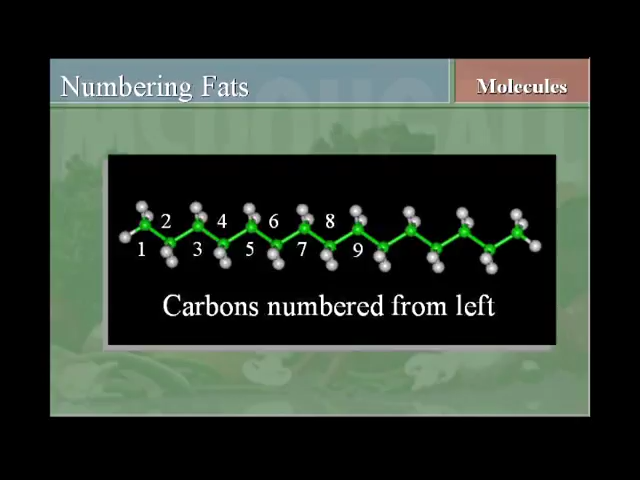 Numbering Fats
Molecules
2 4 6 8
1 3 5 7 9
Carbons numbered from left